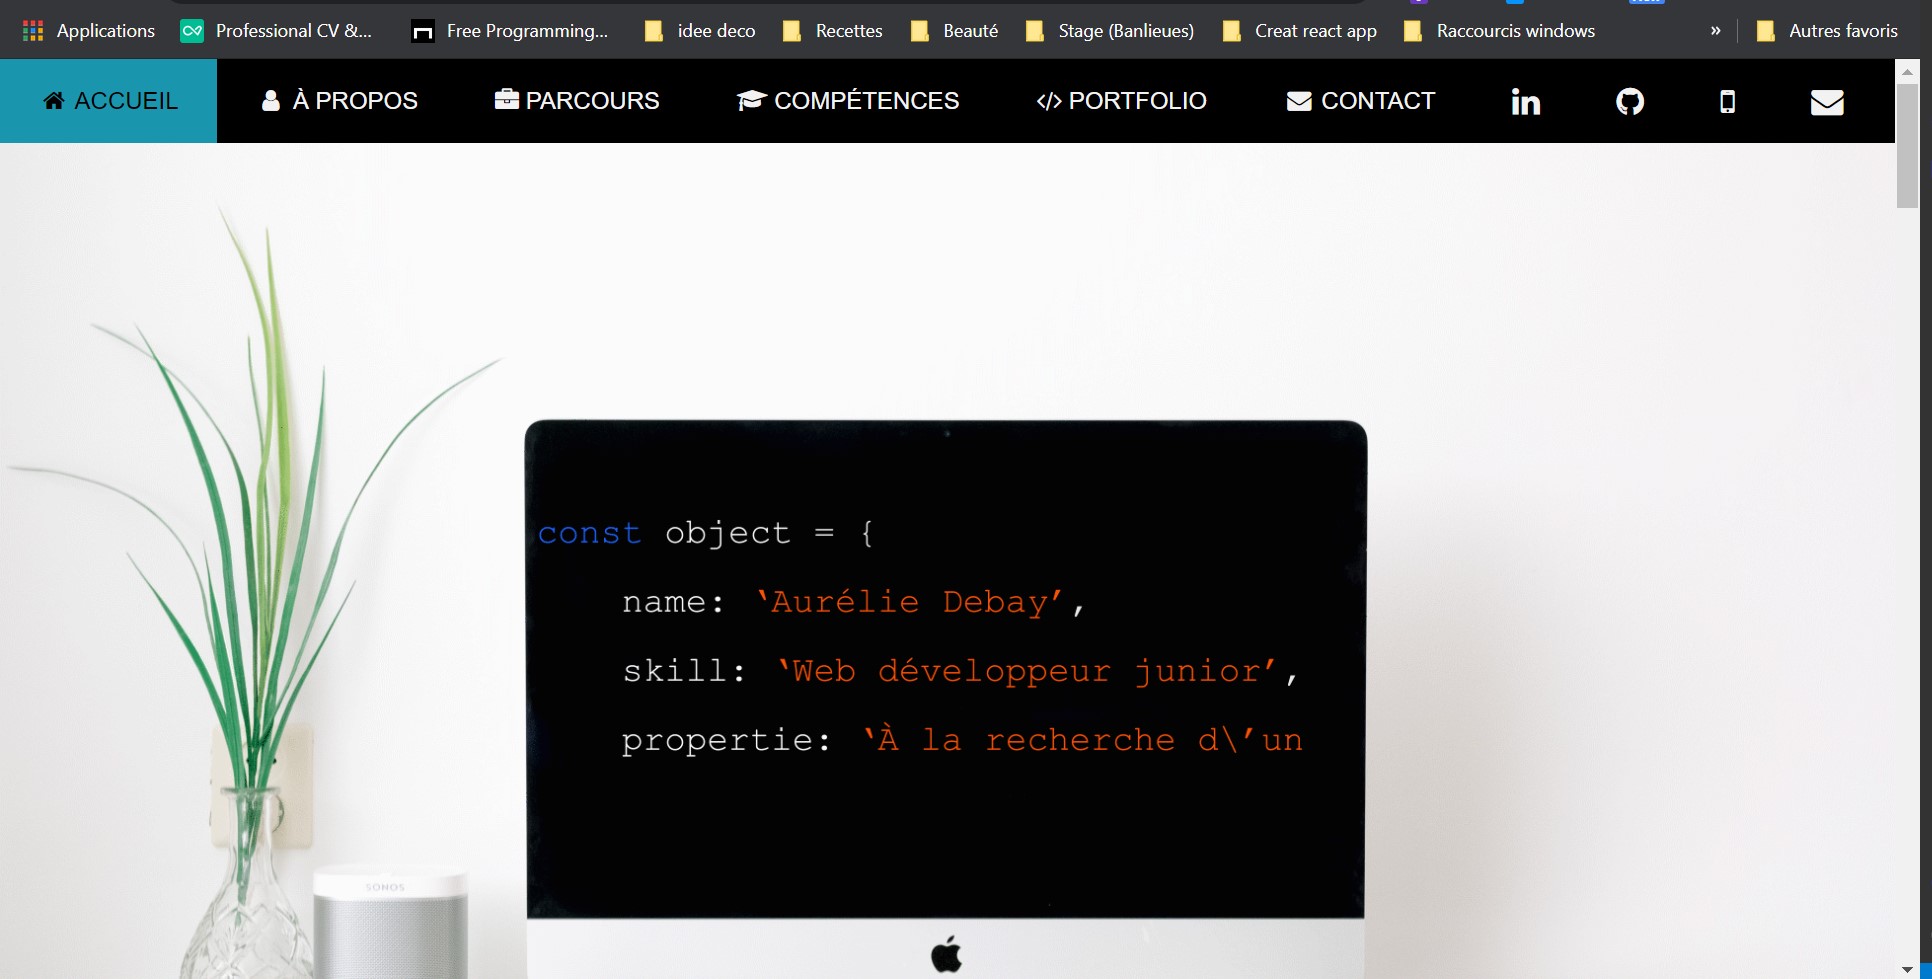 Applications Professional CV &... Free Programming... idee deco Recettes Beauté Stage (Banlieues) Creat react app Raccourcis windows » Autres favoris
ACCUEIL À PROPOS PARCOURS COMPÉTENCES </> PORTFOLIO CONTACT in
const object = {
name: ‘Aurélie Debay’,
skill: ‘Web développeur junior’,
propertie: ‘À la recherche d\’un
SONOS